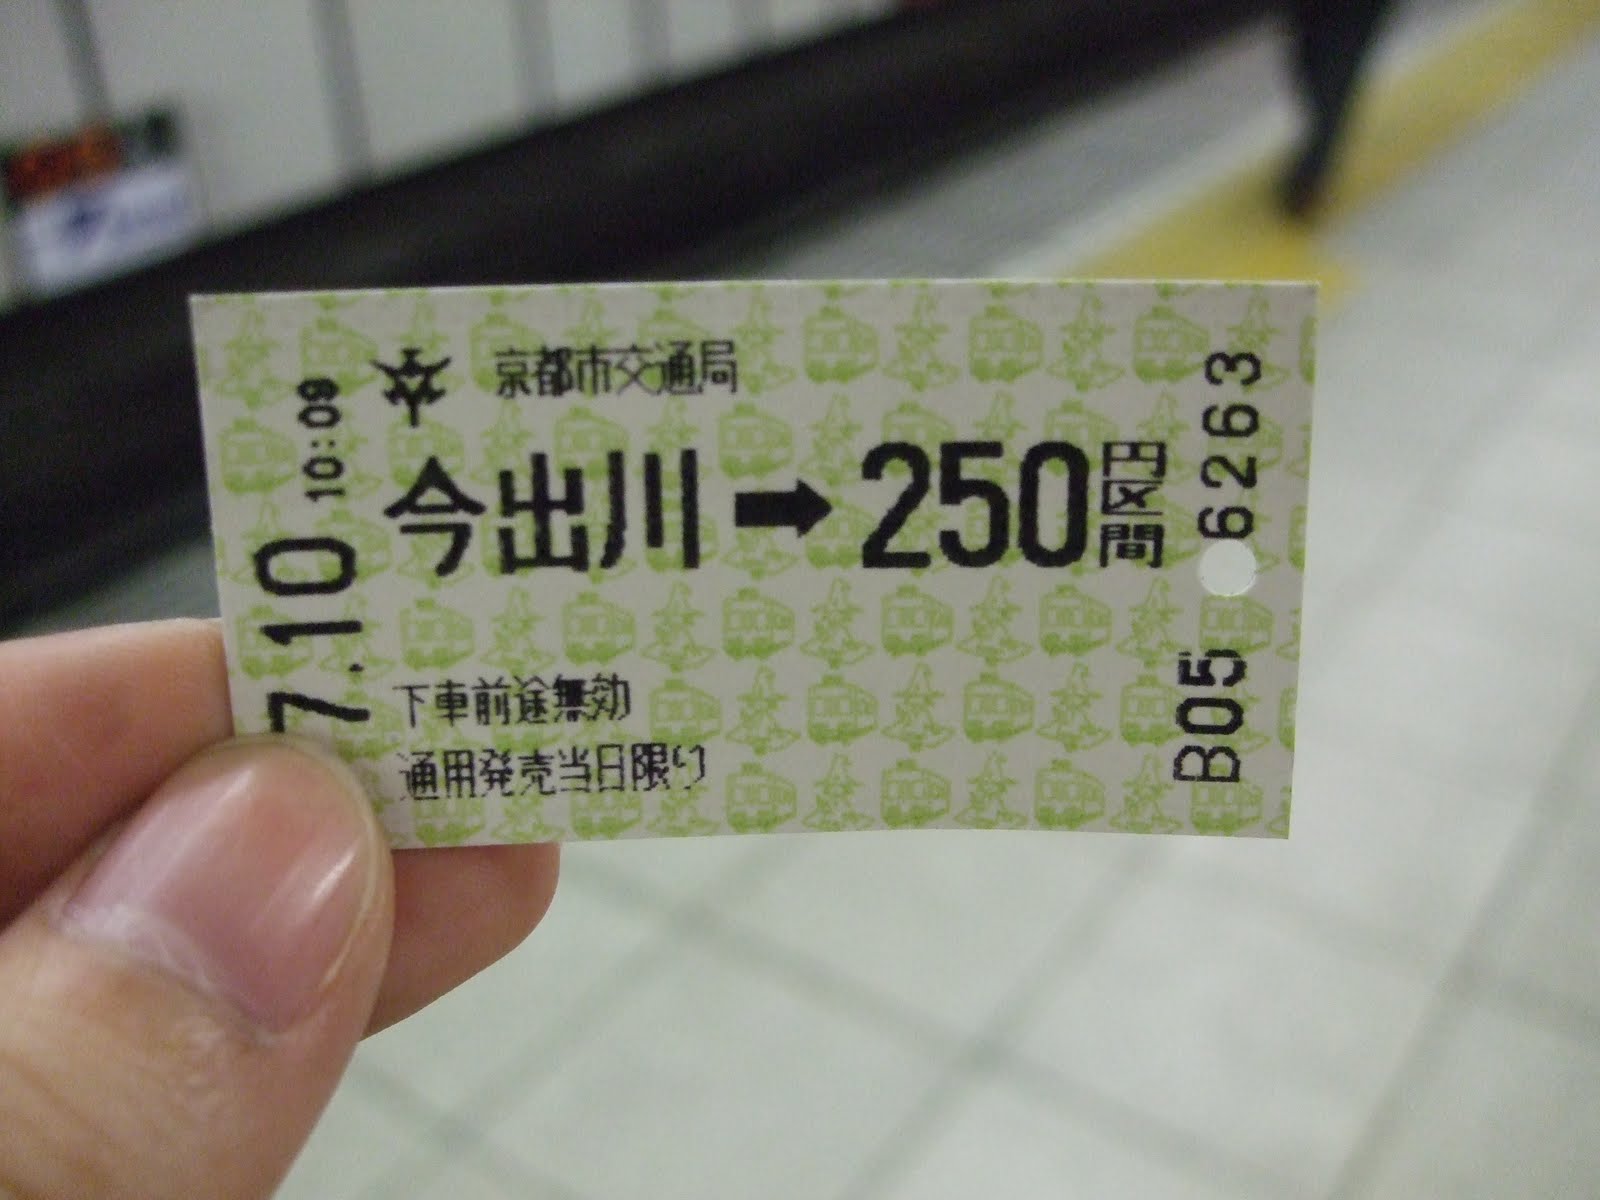 京都市交通局
今出川➡250円区間
下車前途無効
通用発売当日限り
7.10 10:09
B05 6263